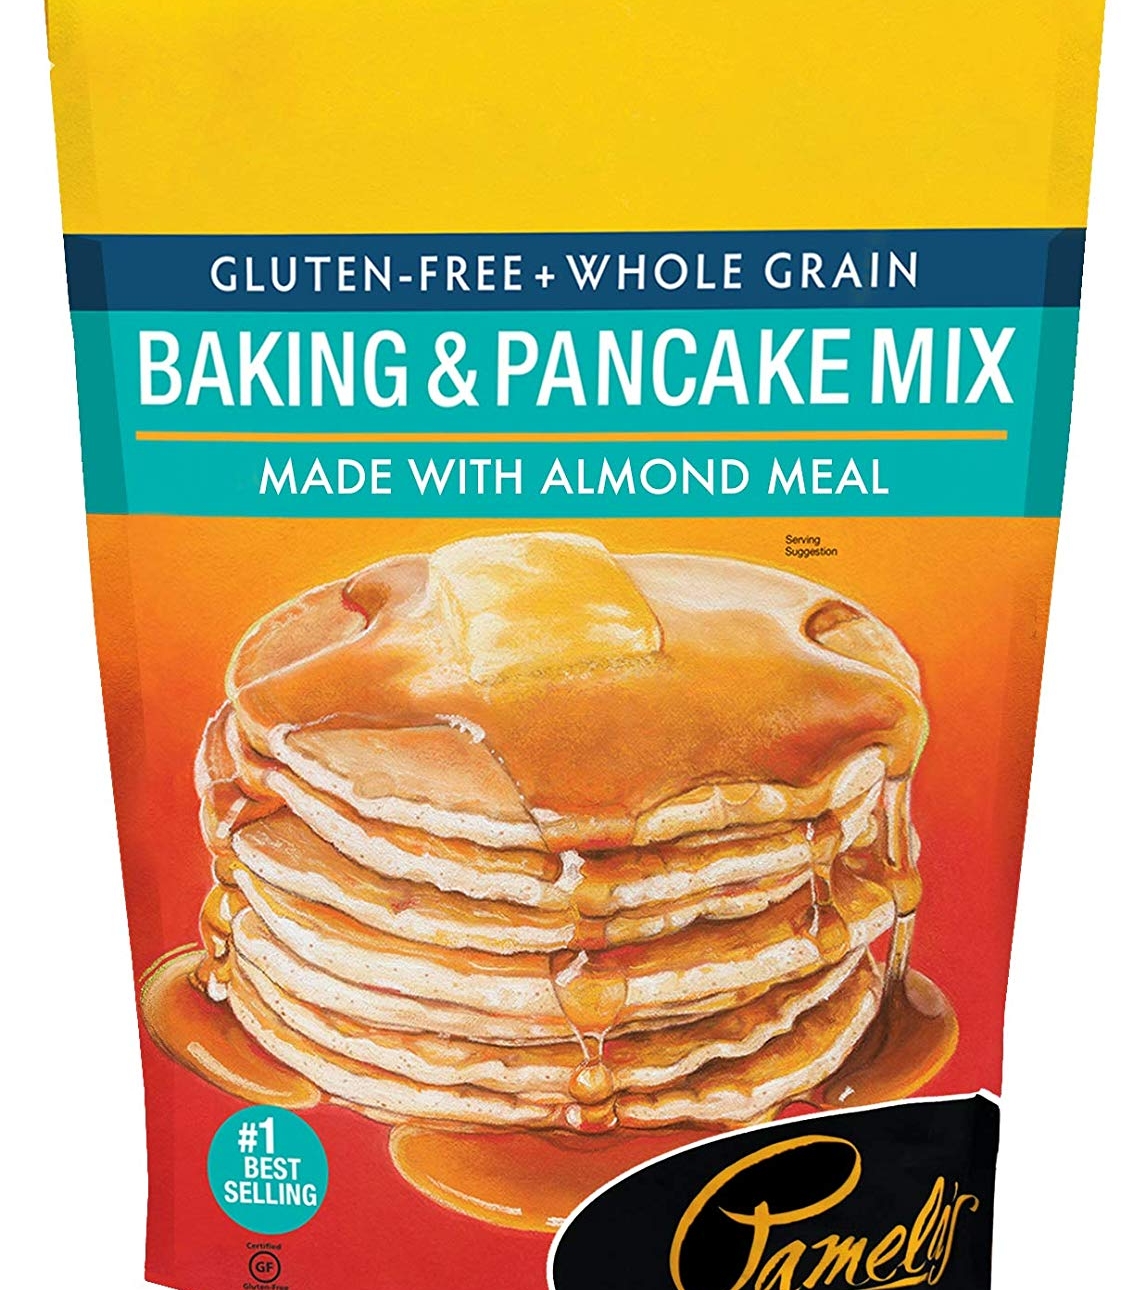 GLUTEN-FREE + WHOLE GRAIN
BAKING & PANCAKE MIX
MADE WITH ALMOND MEAL
Serving
Suggestion
#1
BEST
SELLING
Certified
GF
Gluten-Free
Pamela's